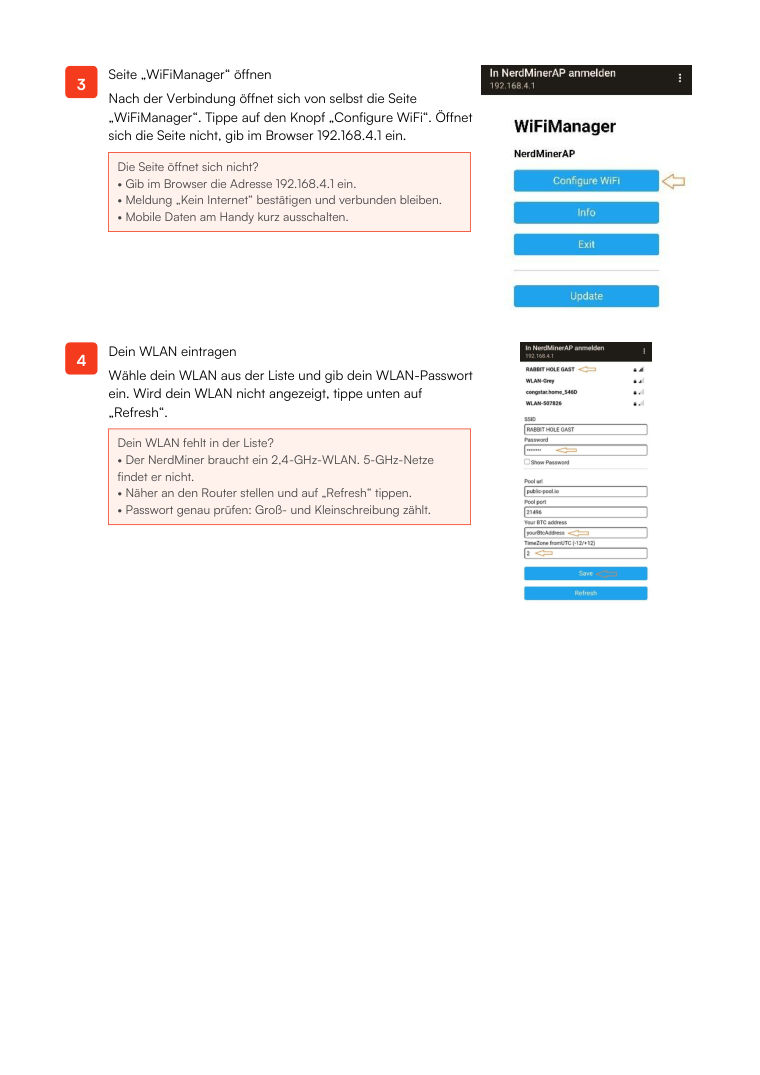 3
Seite „WiFiManager“ öffnen
Nach der Verbindung öffnet sich von selbst die Seite
„WiFiManager“. Tippe auf den Knopf „Configure WiFi“. Öffnet
sich die Seite nicht, gib im Browser 192.168.4.1 ein.
Die Seite öffnet sich nicht?
• Gib im Browser die Adresse 192.168.4.1 ein.
• Meldung „Kein Internet“ bestätigen und verbunden bleiben.
• Mobile Daten am Handy kurz ausschalten.
In NerdMinerAP anmelden
192.168.4.1
WiFiManager
NerdMinerAP
Configure WiFi
Info
Exit
Update
4
Dein WLAN eintragen
Wähle dein WLAN aus der Liste und gib dein WLAN-Passwort
ein. Wird dein WLAN nicht angezeigt, tippe unten auf
„Refresh“.
Dein WLAN fehlt in der Liste?
• Der NerdMiner braucht ein 2,4-GHz-WLAN. 5-GHz-Netze
findet er nicht.
• Näher an den Router stellen und auf „Refresh“ tippen.
• Passwort genau prüfen: Groß- und Kleinschreibung zählt.
In NerdMinerAP anmelden
192.168.4.1
RABBIT HOLE GAST
WLAN-Grey
congstar.home_546D
WLAN-507826
SSID
RABBIT HOLE GAST
Password
••••••••
Show Password
Pool url
public-pool.io
Pool port
21496
Your BTC address
yourBtcAddress
TimeZone fromUTC (-12/+12)
2
Save
Refresh